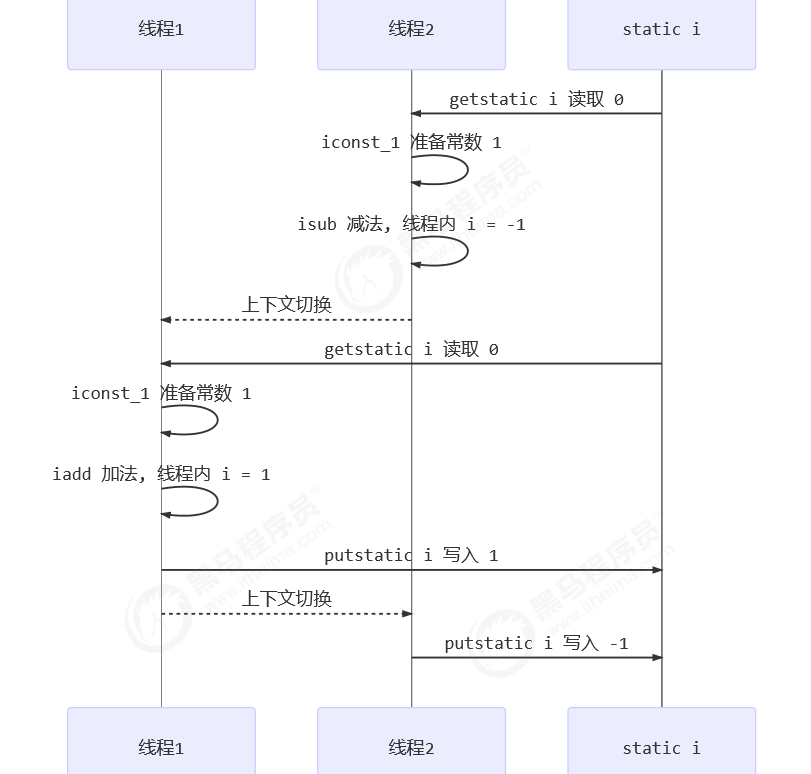 线程1
线程2
static i
getstatic i 读取 0
iconst_1 准备常数 1
isub 减法, 线程内 i = -1
上下文切换
getstatic i 读取 0
iconst_1 准备常数 1
iadd 加法, 线程内 i = 1
putstatic i 写入 1
上下文切换
putstatic i 写入 -1
线程1
线程2
static i
黑马程序员
www.itheima.com
黑马程序员
www.itheima.com
黑马程序员
www.itheima.com